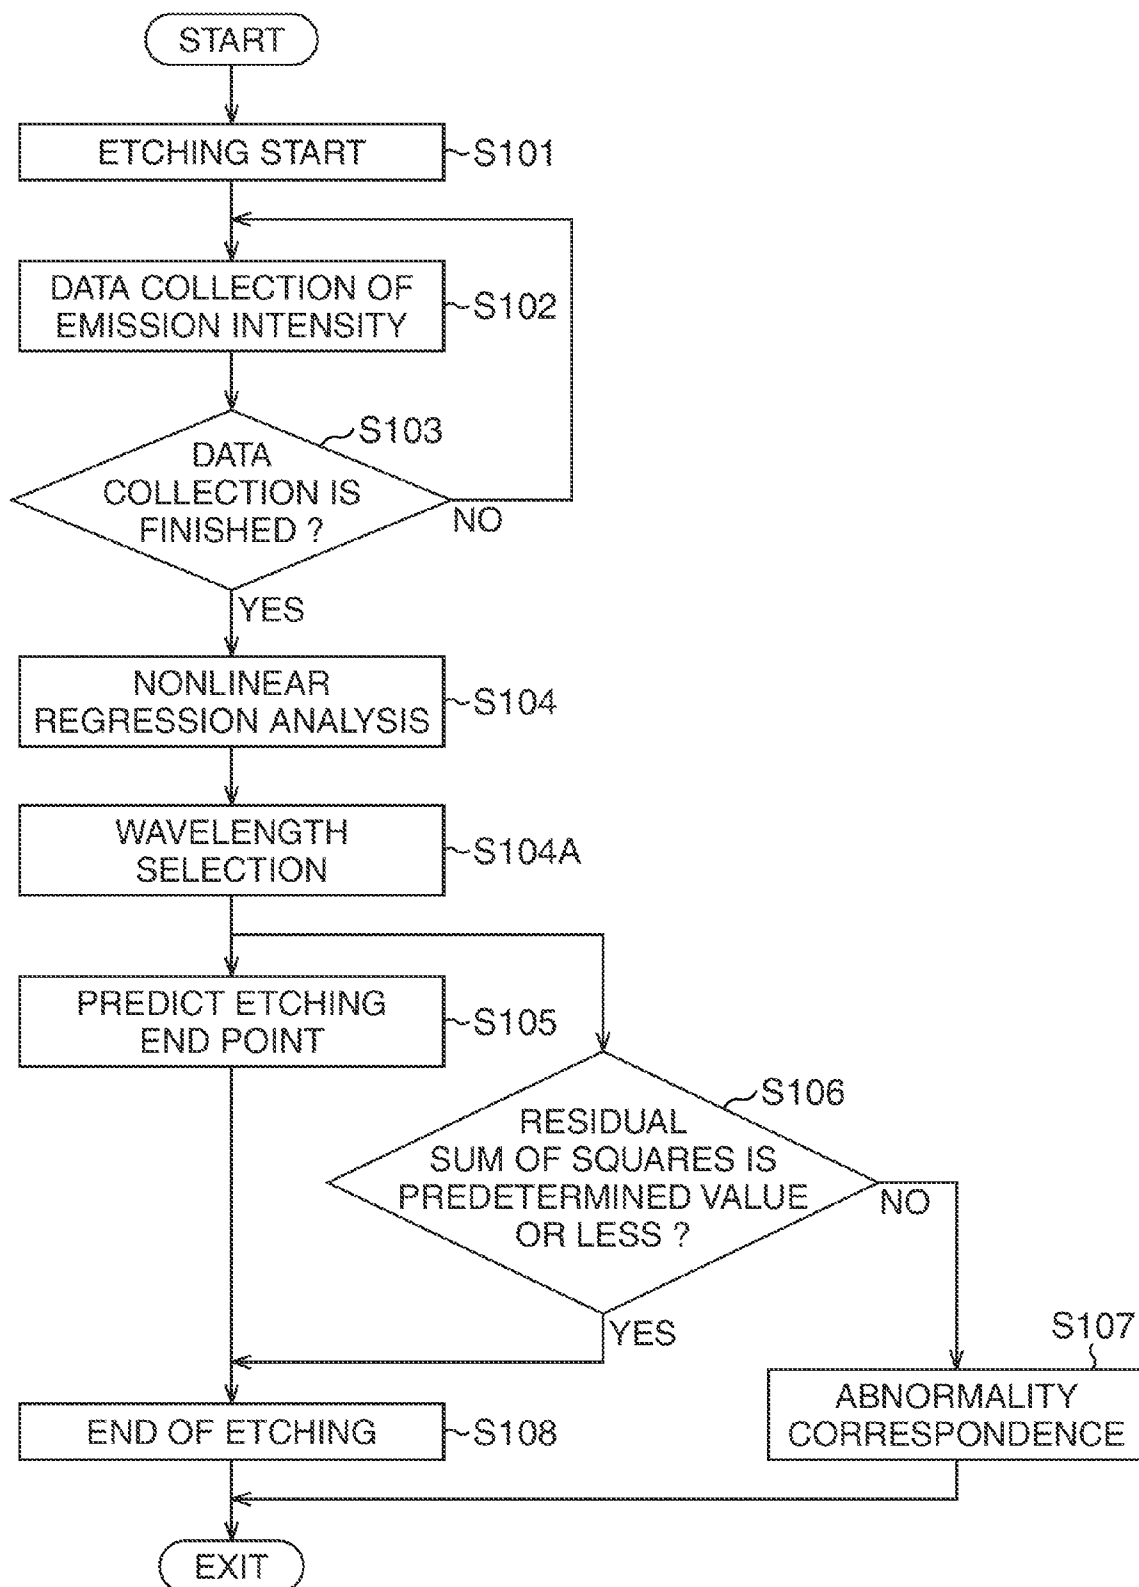 START
ETCHING START
S101
DATA COLLECTION OF
EMISSION INTENSITY
S102
S103
DATA
COLLECTION IS
FINISHED ?
NO
YES
NONLINEAR
REGRESSION ANALYSIS
S104
WAVELENGTH
SELECTION
S104A
PREDICT ETCHING
END POINT
S105
S106
RESIDUAL
SUM OF SQUARES IS
PREDETERMINED VALUE
OR LESS ?
NO
YES
S107
ABNORMALITY
CORRESPONDENCE
END OF ETCHING
S108
EXIT